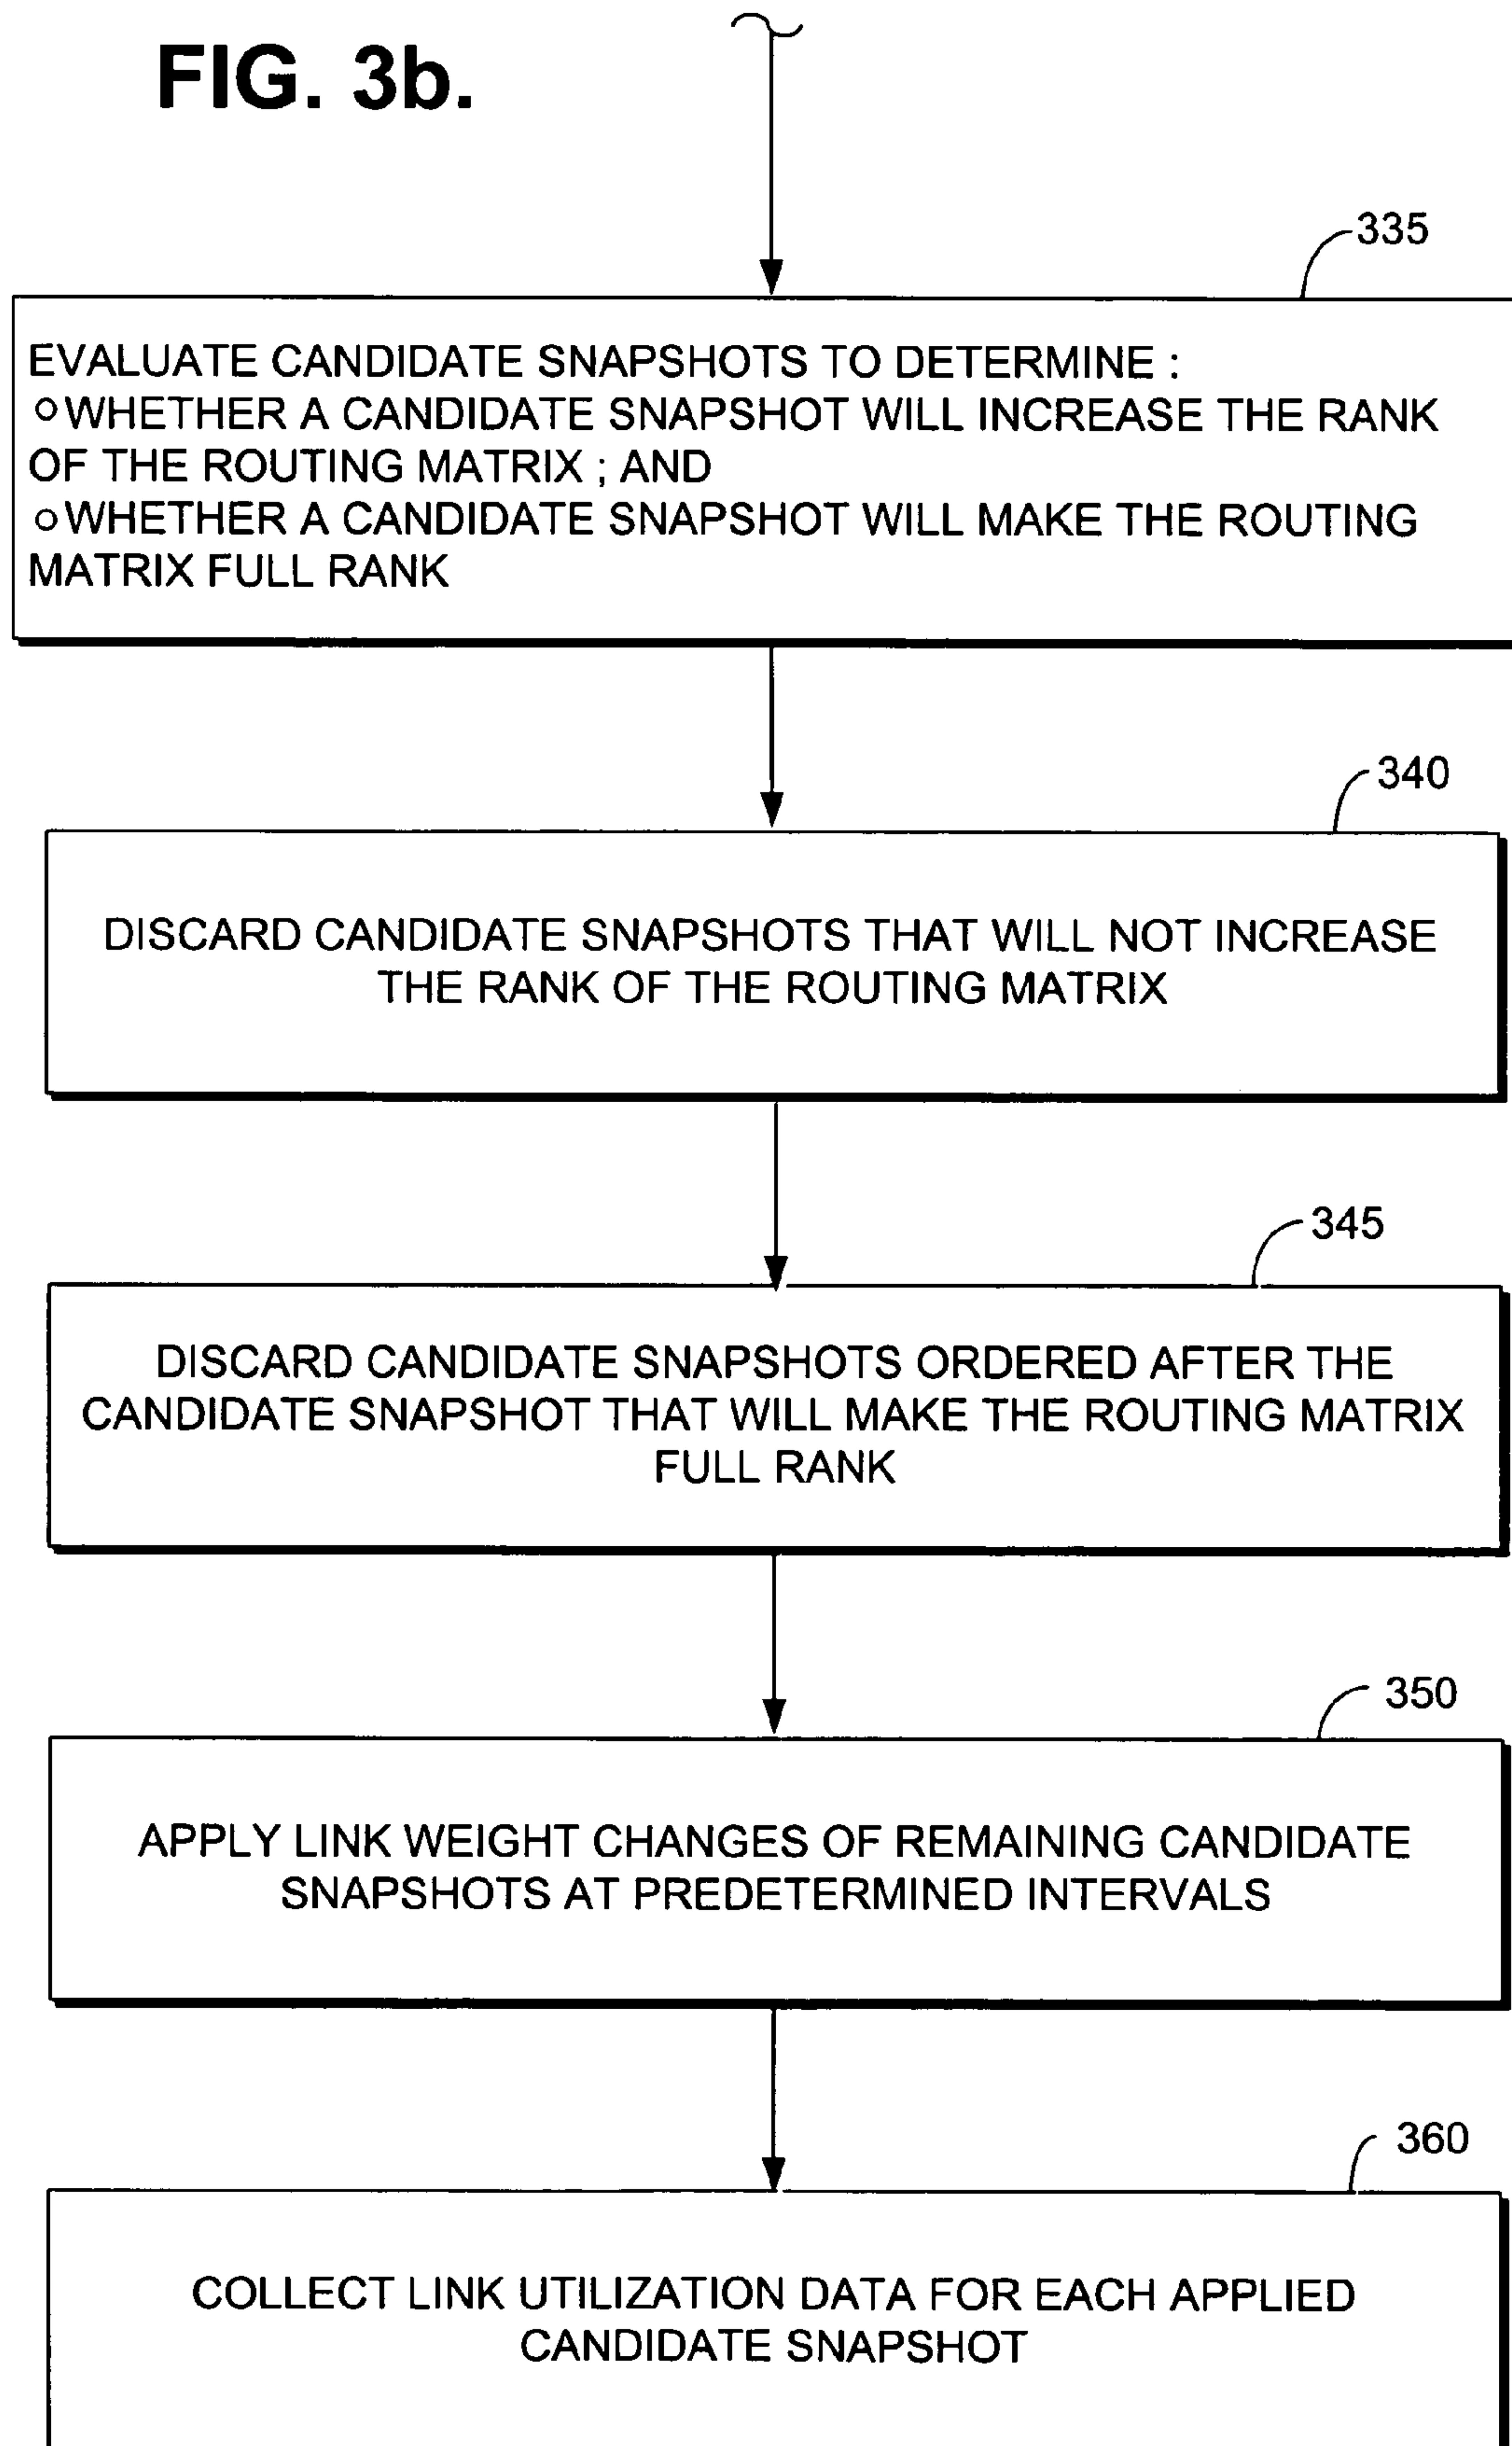 FIG. 3b.
335
EVALUATE CANDIDATE SNAPSHOTS TO DETERMINE :
○ WHETHER A CANDIDATE SNAPSHOT WILL INCREASE THE RANK
OF THE ROUTING MATRIX ; AND
○ WHETHER A CANDIDATE SNAPSHOT WILL MAKE THE ROUTING
MATRIX FULL RANK
340
DISCARD CANDIDATE SNAPSHOTS THAT WILL NOT INCREASE
THE RANK OF THE ROUTING MATRIX
345
DISCARD CANDIDATE SNAPSHOTS ORDERED AFTER THE
CANDIDATE SNAPSHOT THAT WILL MAKE THE ROUTING MATRIX
FULL RANK
350
APPLY LINK WEIGHT CHANGES OF REMAINING CANDIDATE
SNAPSHOTS AT PREDETERMINED INTERVALS
360
COLLECT LINK UTILIZATION DATA FOR EACH APPLIED
CANDIDATE SNAPSHOT